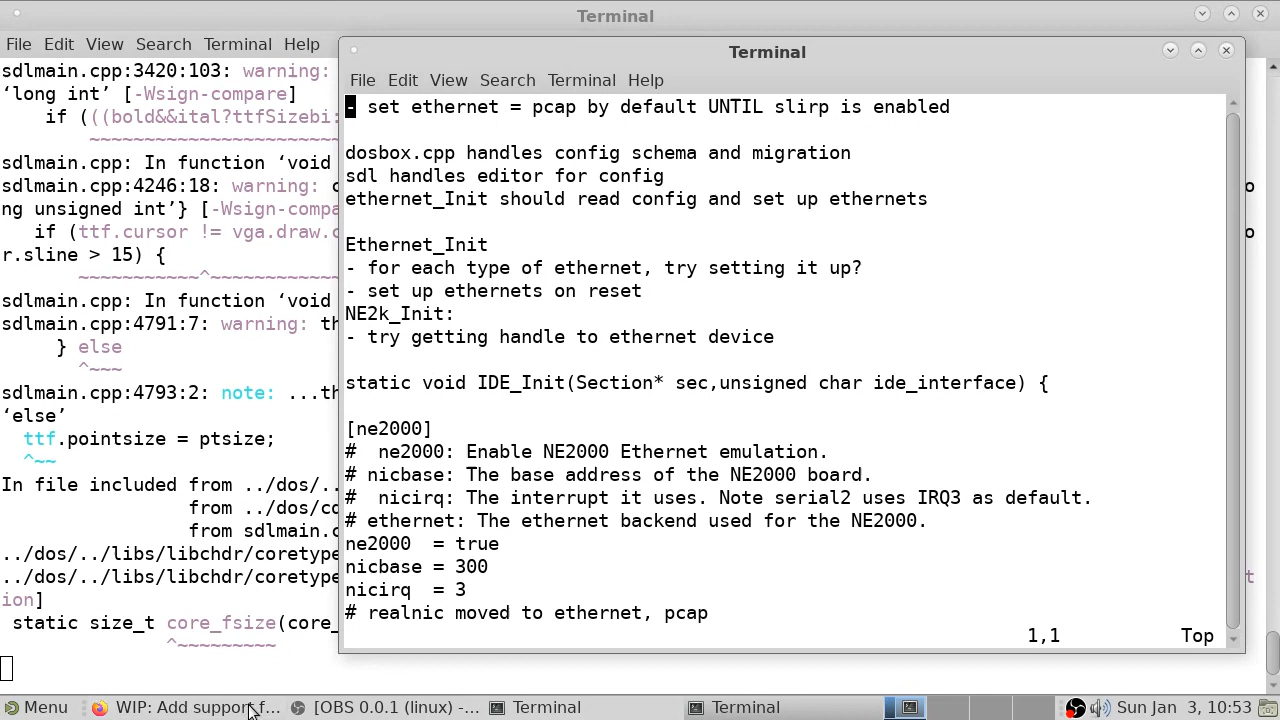 Terminal
File Edit View Search Terminal Help
sdlmain.cpp:3420:103: warning:
‘long int’ [-Wsign-compare]
if (((bold&&ital?ttfSizebi:
~~~~~~~~~~~~~~~~~~~~~~~
sdlmain.cpp: In function ‘void
sdlmain.cpp:4246:18: warning: c
o
ng unsigned int’} [-Wsign-compa
if (ttf.cursor != vga.draw.c
o
r.sline > 15) {
~~~~~~~~~~~^~~~~~~~~~~~~
sdlmain.cpp: In function ‘void
sdlmain.cpp:4791:7: warning: th
} else
^~~~
sdlmain.cpp:4793:2: note: ...th
‘else’
ttf.pointsize = ptsize;
^~~
In file included from ../dos/..
from ../dos/cd
from sdlmain.c
../dos/../libs/libchdr/coretype
../dos/../libs/libchdr/coretype
t
ion]
static size_t core_fsize(core_
^~~~~~~~~~
Terminal
File Edit View Search Terminal Help
- set ethernet = pcap by default UNTIL slirp is enabled
dosbox.cpp handles config schema and migration
sdl handles editor for config
ethernet_Init should read config and set up ethernets
Ethernet_Init
- for each type of ethernet, try setting it up?
- set up ethernets on reset
NE2k_Init:
- try getting handle to ethernet device
static void IDE_Init(Section* sec,unsigned char ide_interface) {
[ne2000]
#  ne2000: Enable NE2000 Ethernet emulation.
# nicbase: The base address of the NE2000 board.
#  nicirq: The interrupt it uses. Note serial2 uses IRQ3 as default.
# ethernet: The ethernet backend used for the NE2000.
ne2000  = true
nicbase = 300
nicirq  = 3
# realnic moved to ethernet, pcap
1,1 Top
Menu WIP: Add support f... [OBS 0.0.1 (linux) -... Terminal Terminal Sun Jan 3, 10:53